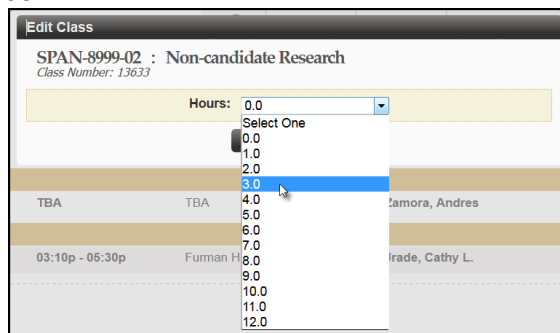 Edit Class
SPAN-8999-02 : Non-candidate Research
Class Number: 13633
Hours: 0.0
Select One
0.0
1.0
2.0
3.0
4.0
5.0
6.0
7.0
8.0
9.0
10.0
11.0
12.0
TBA TBA Zamora, Andres
03:10p - 05:30p Furman